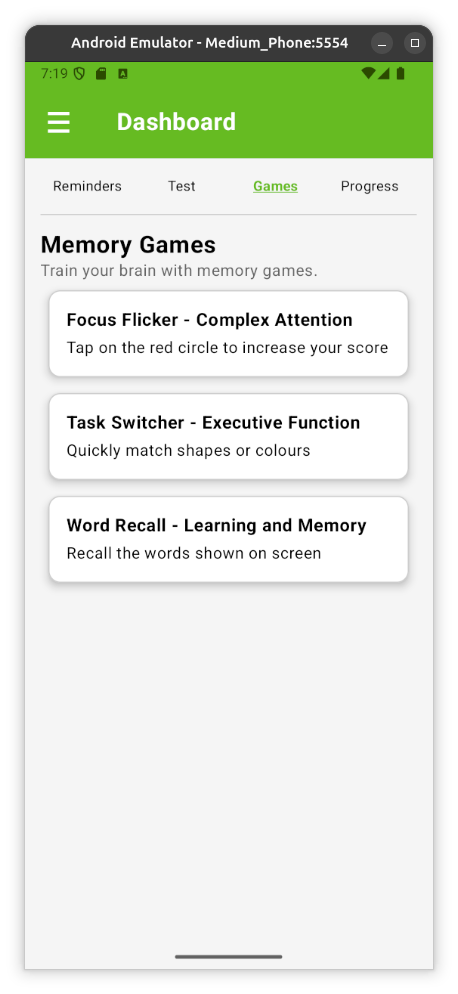 Android Emulator - Medium_Phone:5554
7:19
A
Dashboard
Reminders Test Games Progress
Memory Games
Train your brain with memory games.
Focus Flicker - Complex Attention
Tap on the red circle to increase your score
Task Switcher - Executive Function
Quickly match shapes or colours
Word Recall - Learning and Memory
Recall the words shown on screen